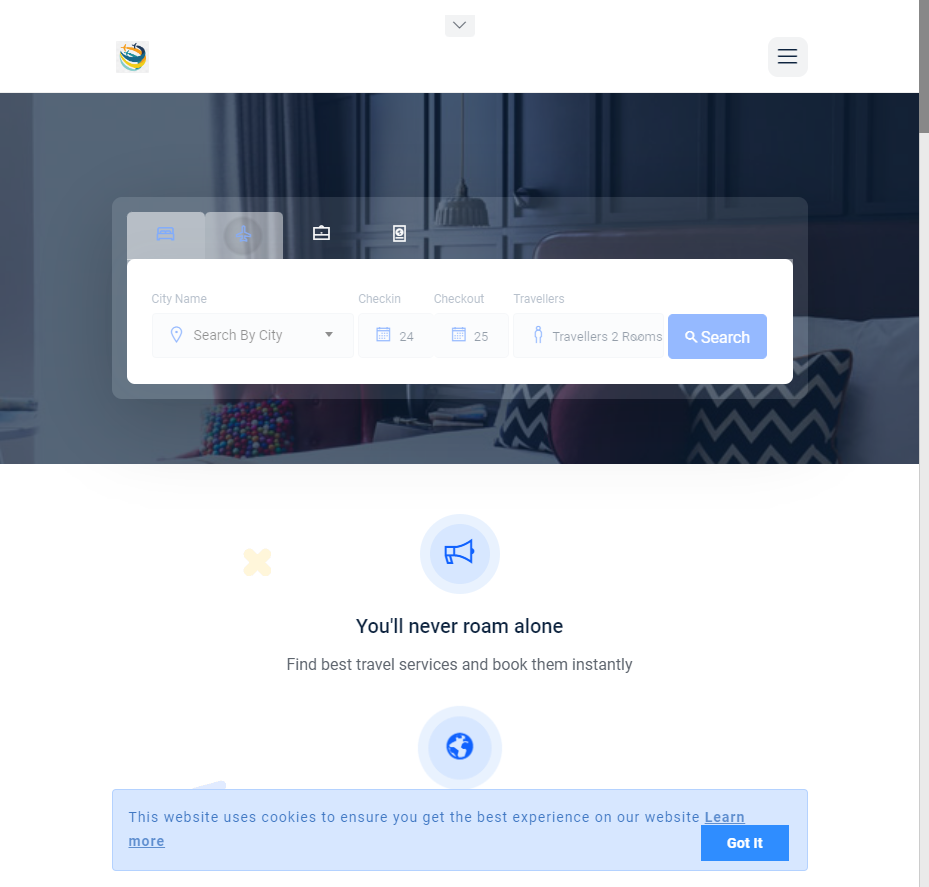 City Name
Checkin
Checkout
Travellers
Search By City
24
25
Travellers 2 Rooms
Search
You'll never roam alone
Find best travel services and book them instantly
This website uses cookies to ensure you get the best experience on our website Learn
more
Got It